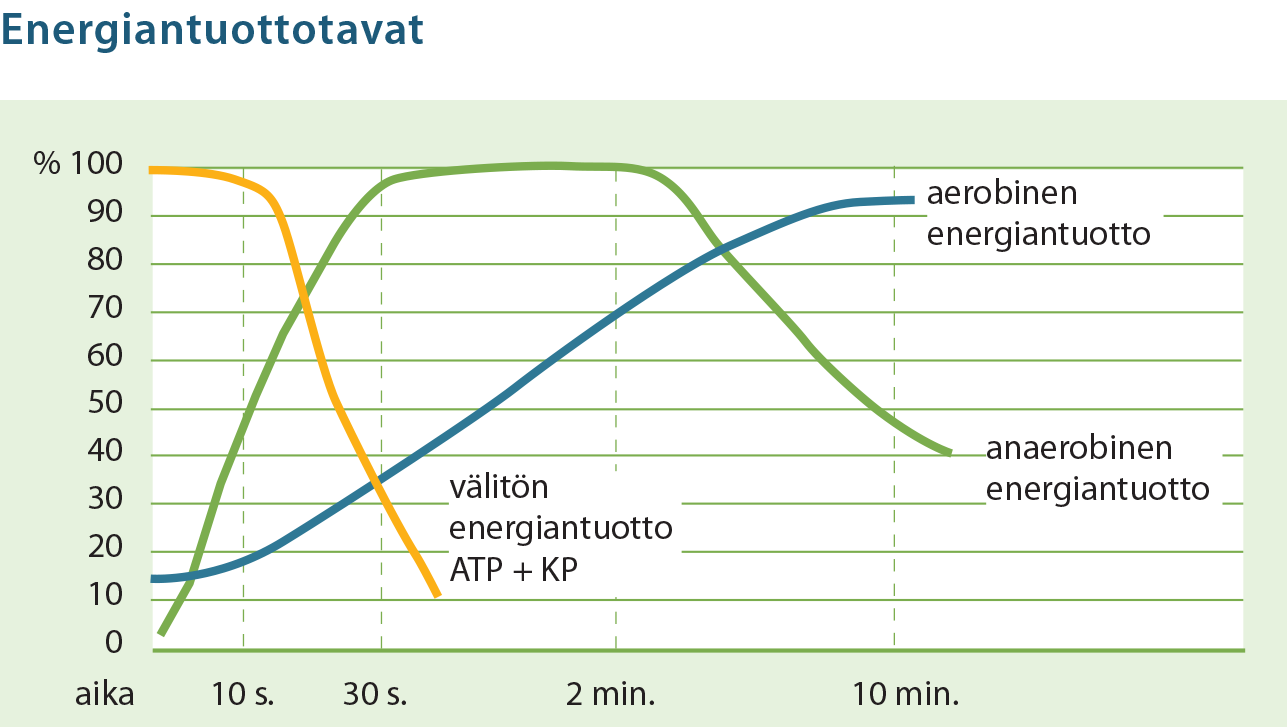 Energiantuottotavat
% 100
90
80
70
60
50
40
30
20
10
0
aerobinen
energiantuotto
anaerobinen
energiantuotto
välitön
energiantuotto
ATP + KP
aika 10 s. 30 s. 2 min. 10 min.